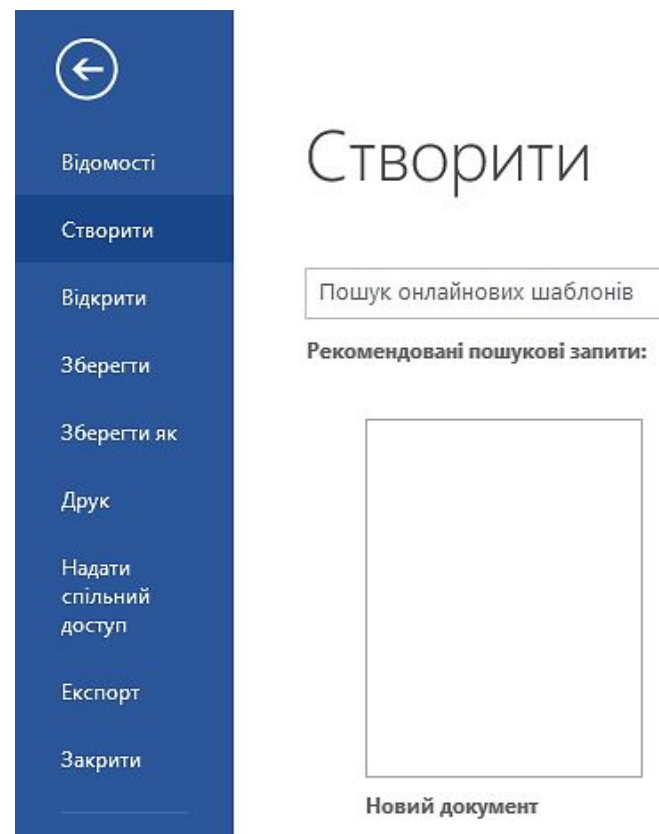 Відомості
Створити
Відкрити
Зберегти
Зберегти як
Друк
Надати
спільний
доступ
Експорт
Закрити
Створити
Пошук онлайнових шаблонів
Рекомендовані пошукові запити:
Новий документ